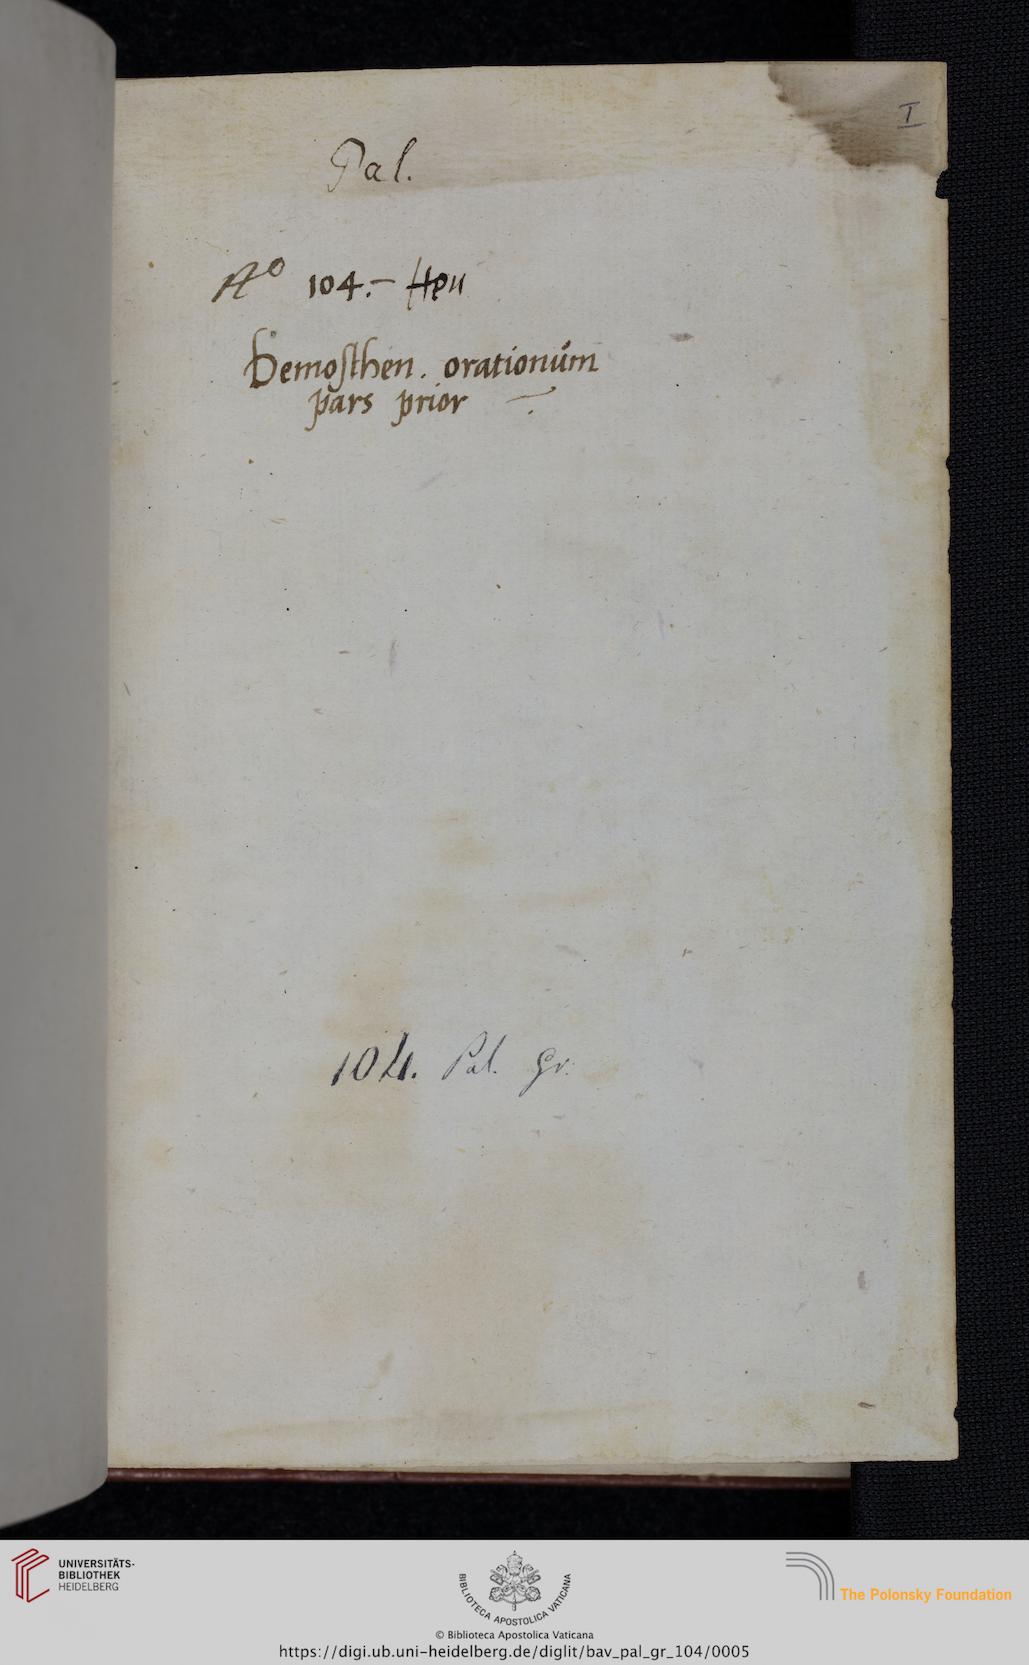 I
Pal.
No 104.- Hen
Demosthen. orationum
pars prior
104. Pal. Gr.
UNIVERSITÄTS-
BIBLIOTHEK
HEIDELBERG
BIBLIOTECA APOSTOLICA VATICANA
The Polonsky Foundation
© Biblioteca Apostolica Vaticana
https://digi.ub.uni-heidelberg.de/diglit/bav_pal_gr_104/0005